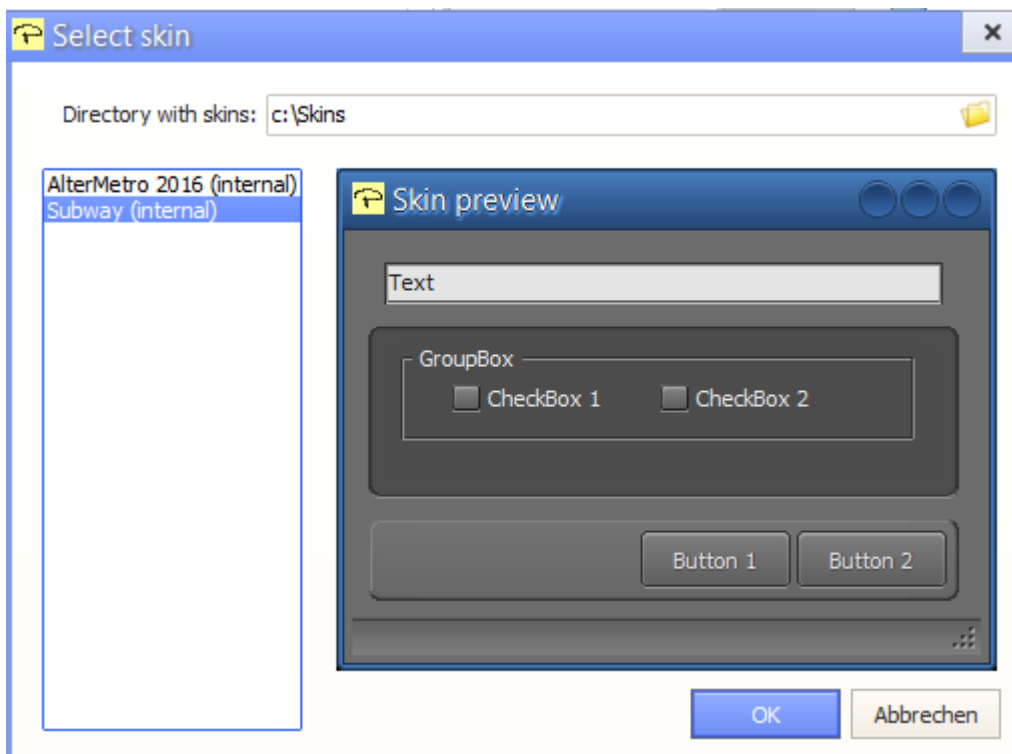 Select skin
Directory with skins: c:\Skins
AlterMetro 2016 (internal)
Subway (internal)
Skin preview
Text
GroupBox
CheckBox 1 CheckBox 2
Button 1 Button 2
OK Abbrechen